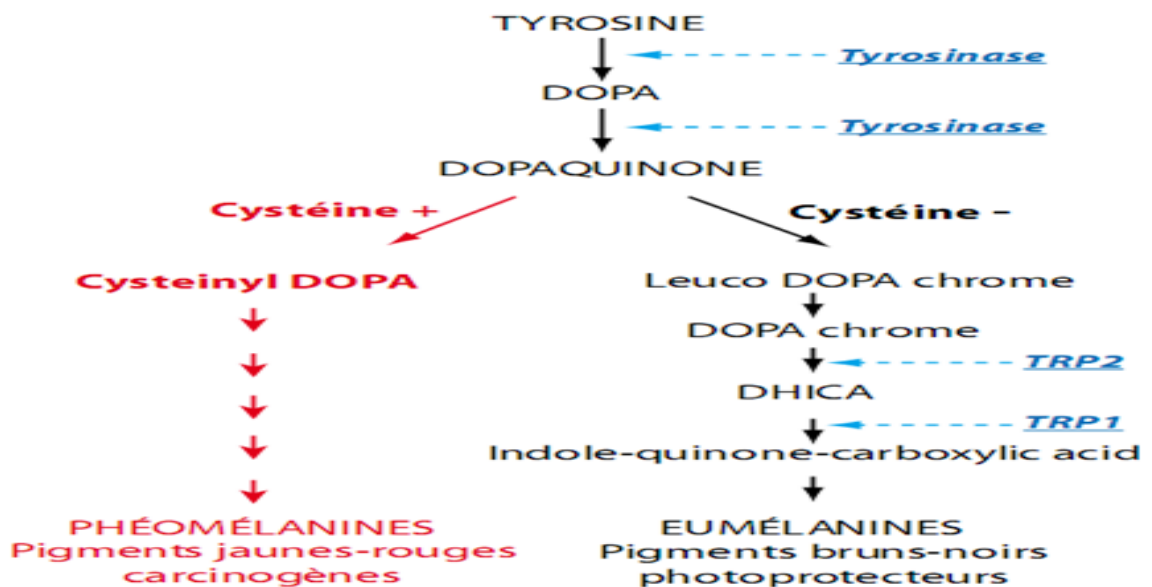 TYROSINE
Tyrosinase
DOPA
Tyrosinase
DOPAQUINONE
Cystéine +
Cystéine –
Cysteinyl DOPA
Leuco DOPA chrome
DOPA chrome
TRP2
DHICA
TRP1
Indole-quinone-carboxylic acid
PHÉOMÉLANINES
Pigments jaunes-rouges
carcinogènes
EUMÉLANINES
Pigments bruns-noirs
photoprotecteurs